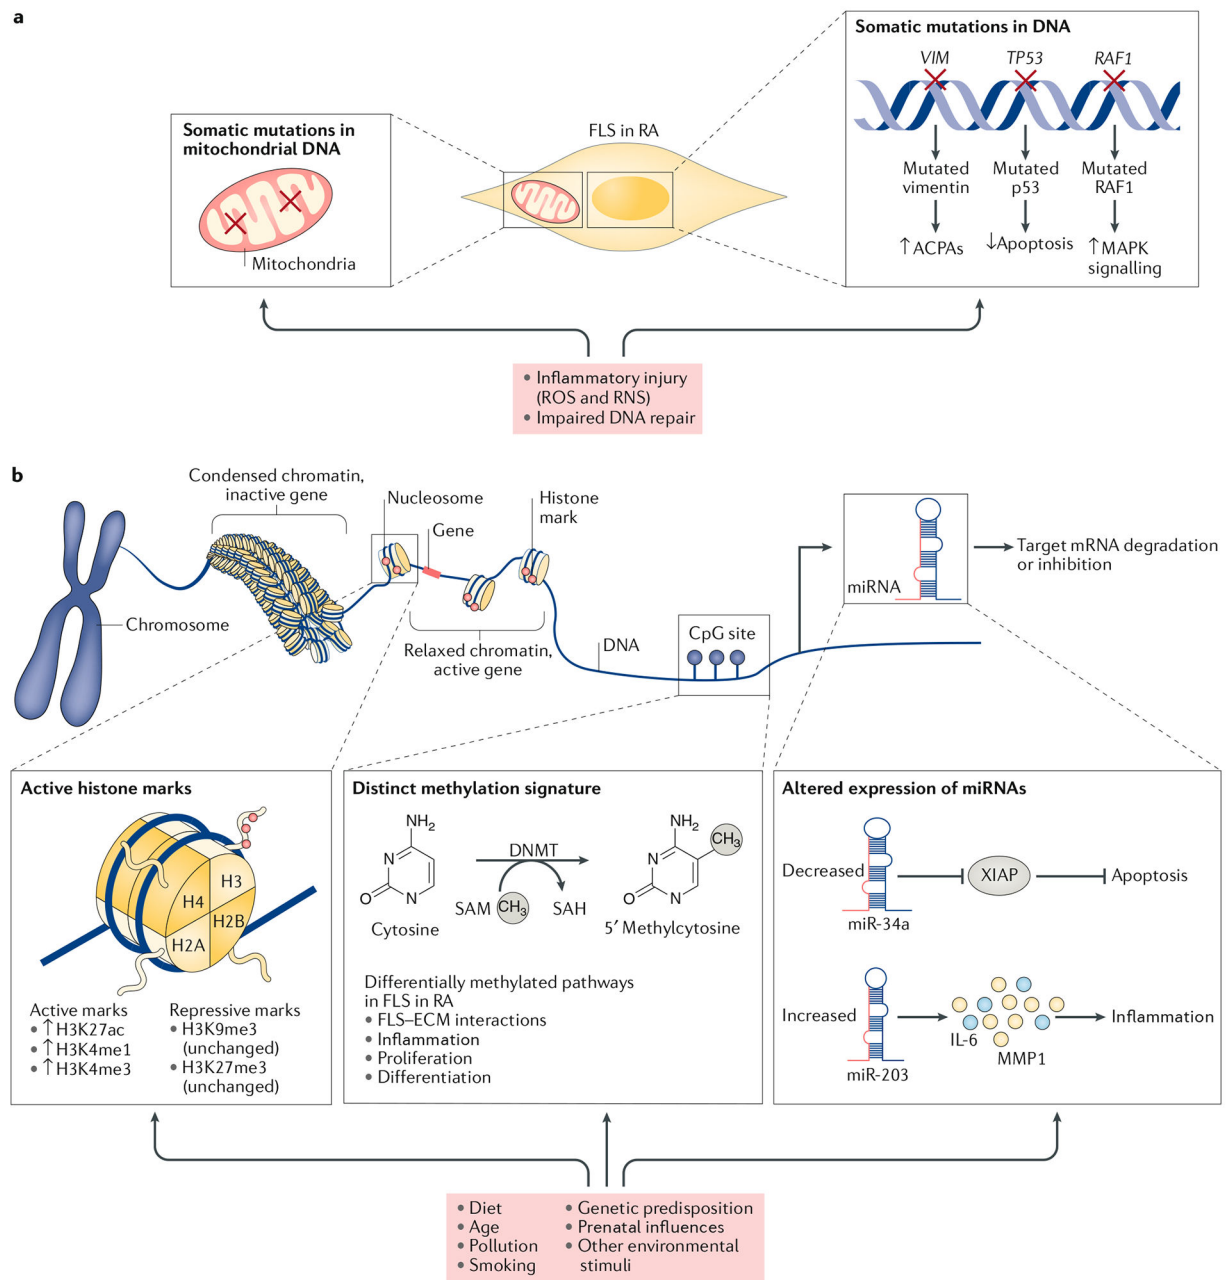 a
Somatic mutations in
mitochondrial DNA
Mitochondria
FLS in RA
Somatic mutations in DNA
VIM TP53 RAF1
Mutated vimentin
Mutated p53
Mutated RAF1
↑ACPAs
↓Apoptosis
↑MAPK signalling
• Inflammatory injury
(ROS and RNS)
• Impaired DNA repair
b
Condensed chromatin,
inactive gene
Nucleosome
Gene
Histone
mark
Chromosome
Relaxed chromatin,
active gene
DNA
CpG site
miRNA
Target mRNA degradation
or inhibition
Active histone marks
H3
H4
H2B
H2A
Active marks
• ↑H3K27ac
• ↑H3K4me1
• ↑H3K4me3
Repressive marks
• H3K9me3
(unchanged)
• H3K27me3
(unchanged)
Distinct methylation signature
NH₂
N
O
N
Cytosine
DNMT
SAM CH₃ SAH
NH₂
CH₃
N
O
N
5′ Methylcytosine
Differentially methylated pathways
in FLS in RA
• FLS–ECM interactions
• Inflammation
• Proliferation
• Differentiation
Altered expression of miRNAs
Decreased
miR-34a
XIAP
Apoptosis
Increased
miR-203
IL-6
MMP1
Inflammation
• Diet
• Age
• Pollution
• Smoking
• Genetic predisposition
• Prenatal influences
• Other environmental
stimuli